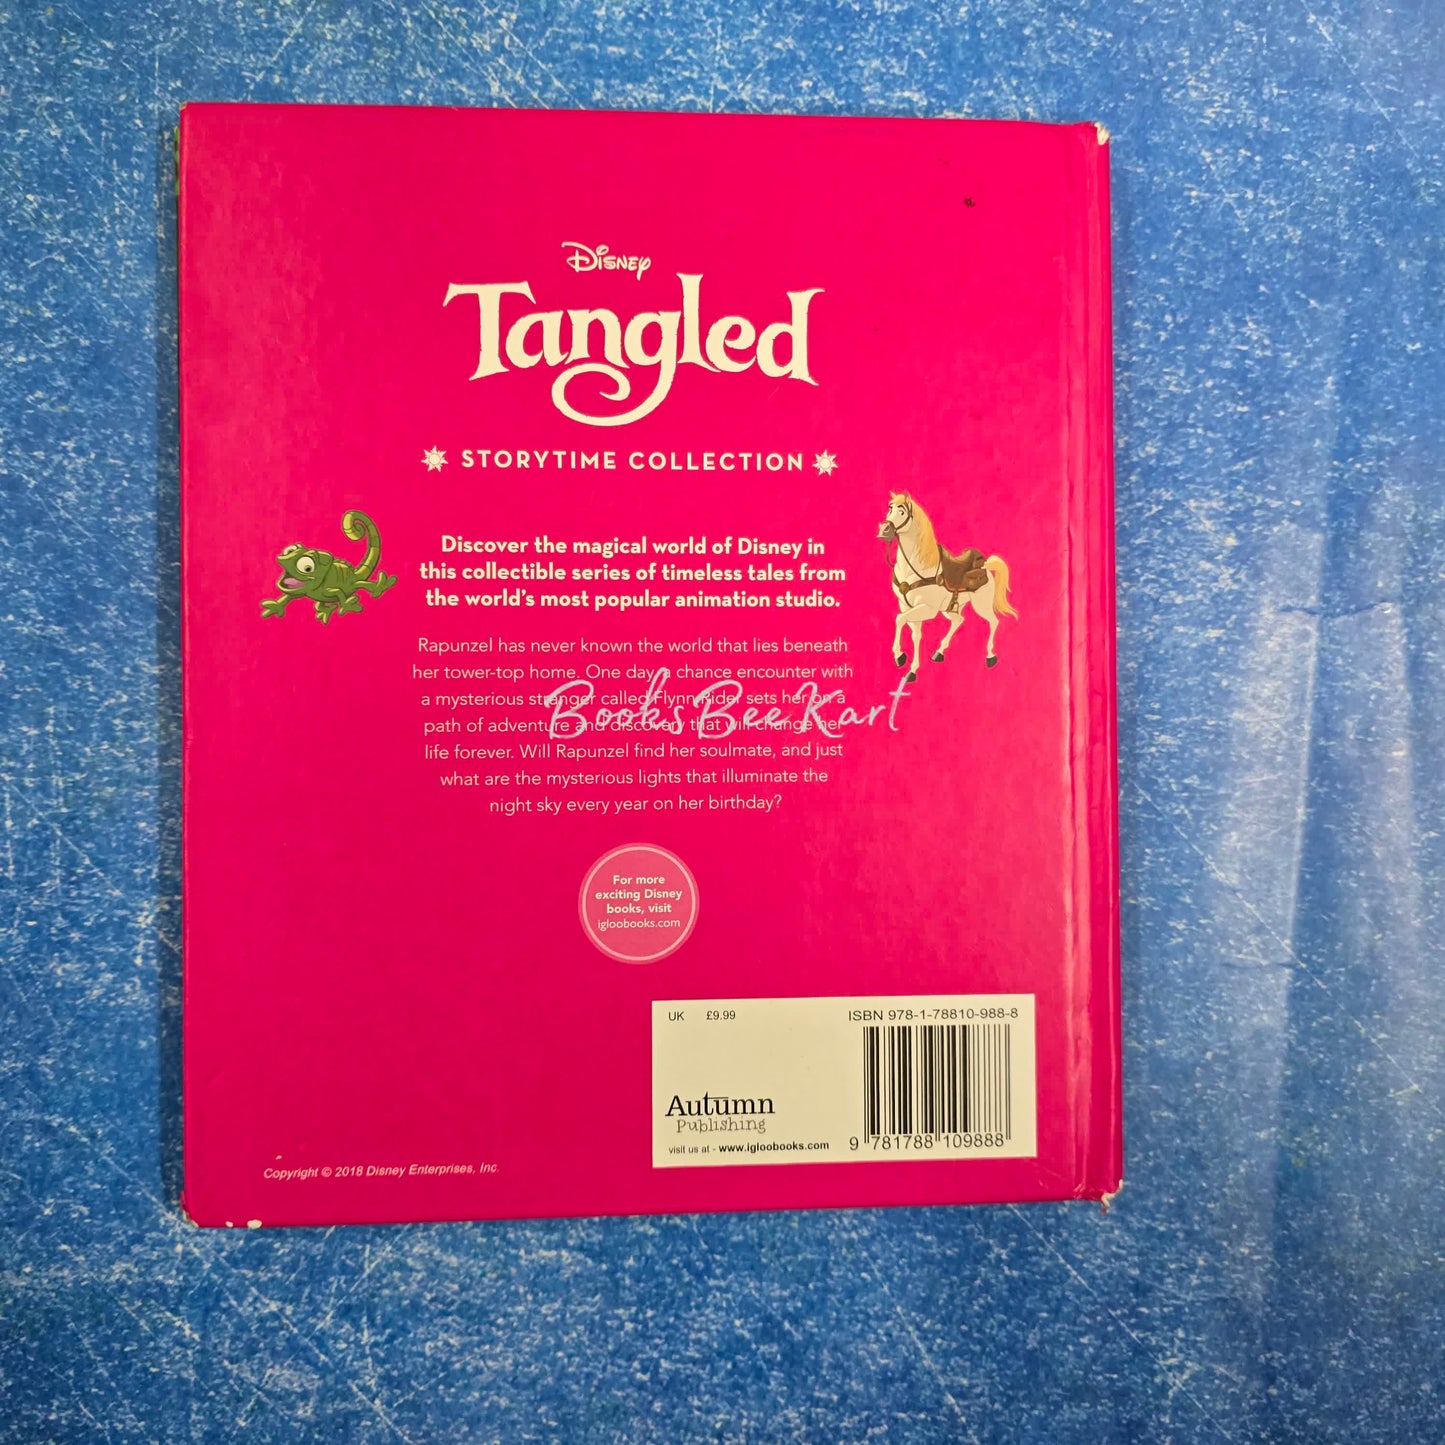 Disney
Tangled
STORYTIME COLLECTION
Discover the magical world of Disney in
this collectible series of timeless tales from
the world's most popular animation studio.
Rapunzel has never known the world that lies beneath
her tower-top home. One day, a chance encounter with
a mysterious stranger called Flynn Rider sets her on a
path of adventure and discovery that will change her
life forever. Will Rapunzel find her soulmate, and just
what are the mysterious lights that illuminate the
night sky every year on her birthday?
BooksBeeKart
For more
exciting Disney
books, visit
igloobooks.com
UK £9.99 ISBN 978-1-78810-988-8
Autumn
Publishing
visit us at - www.igloobooks.com
9 781788 109888
Copyright © 2018 Disney Enterprises, Inc.